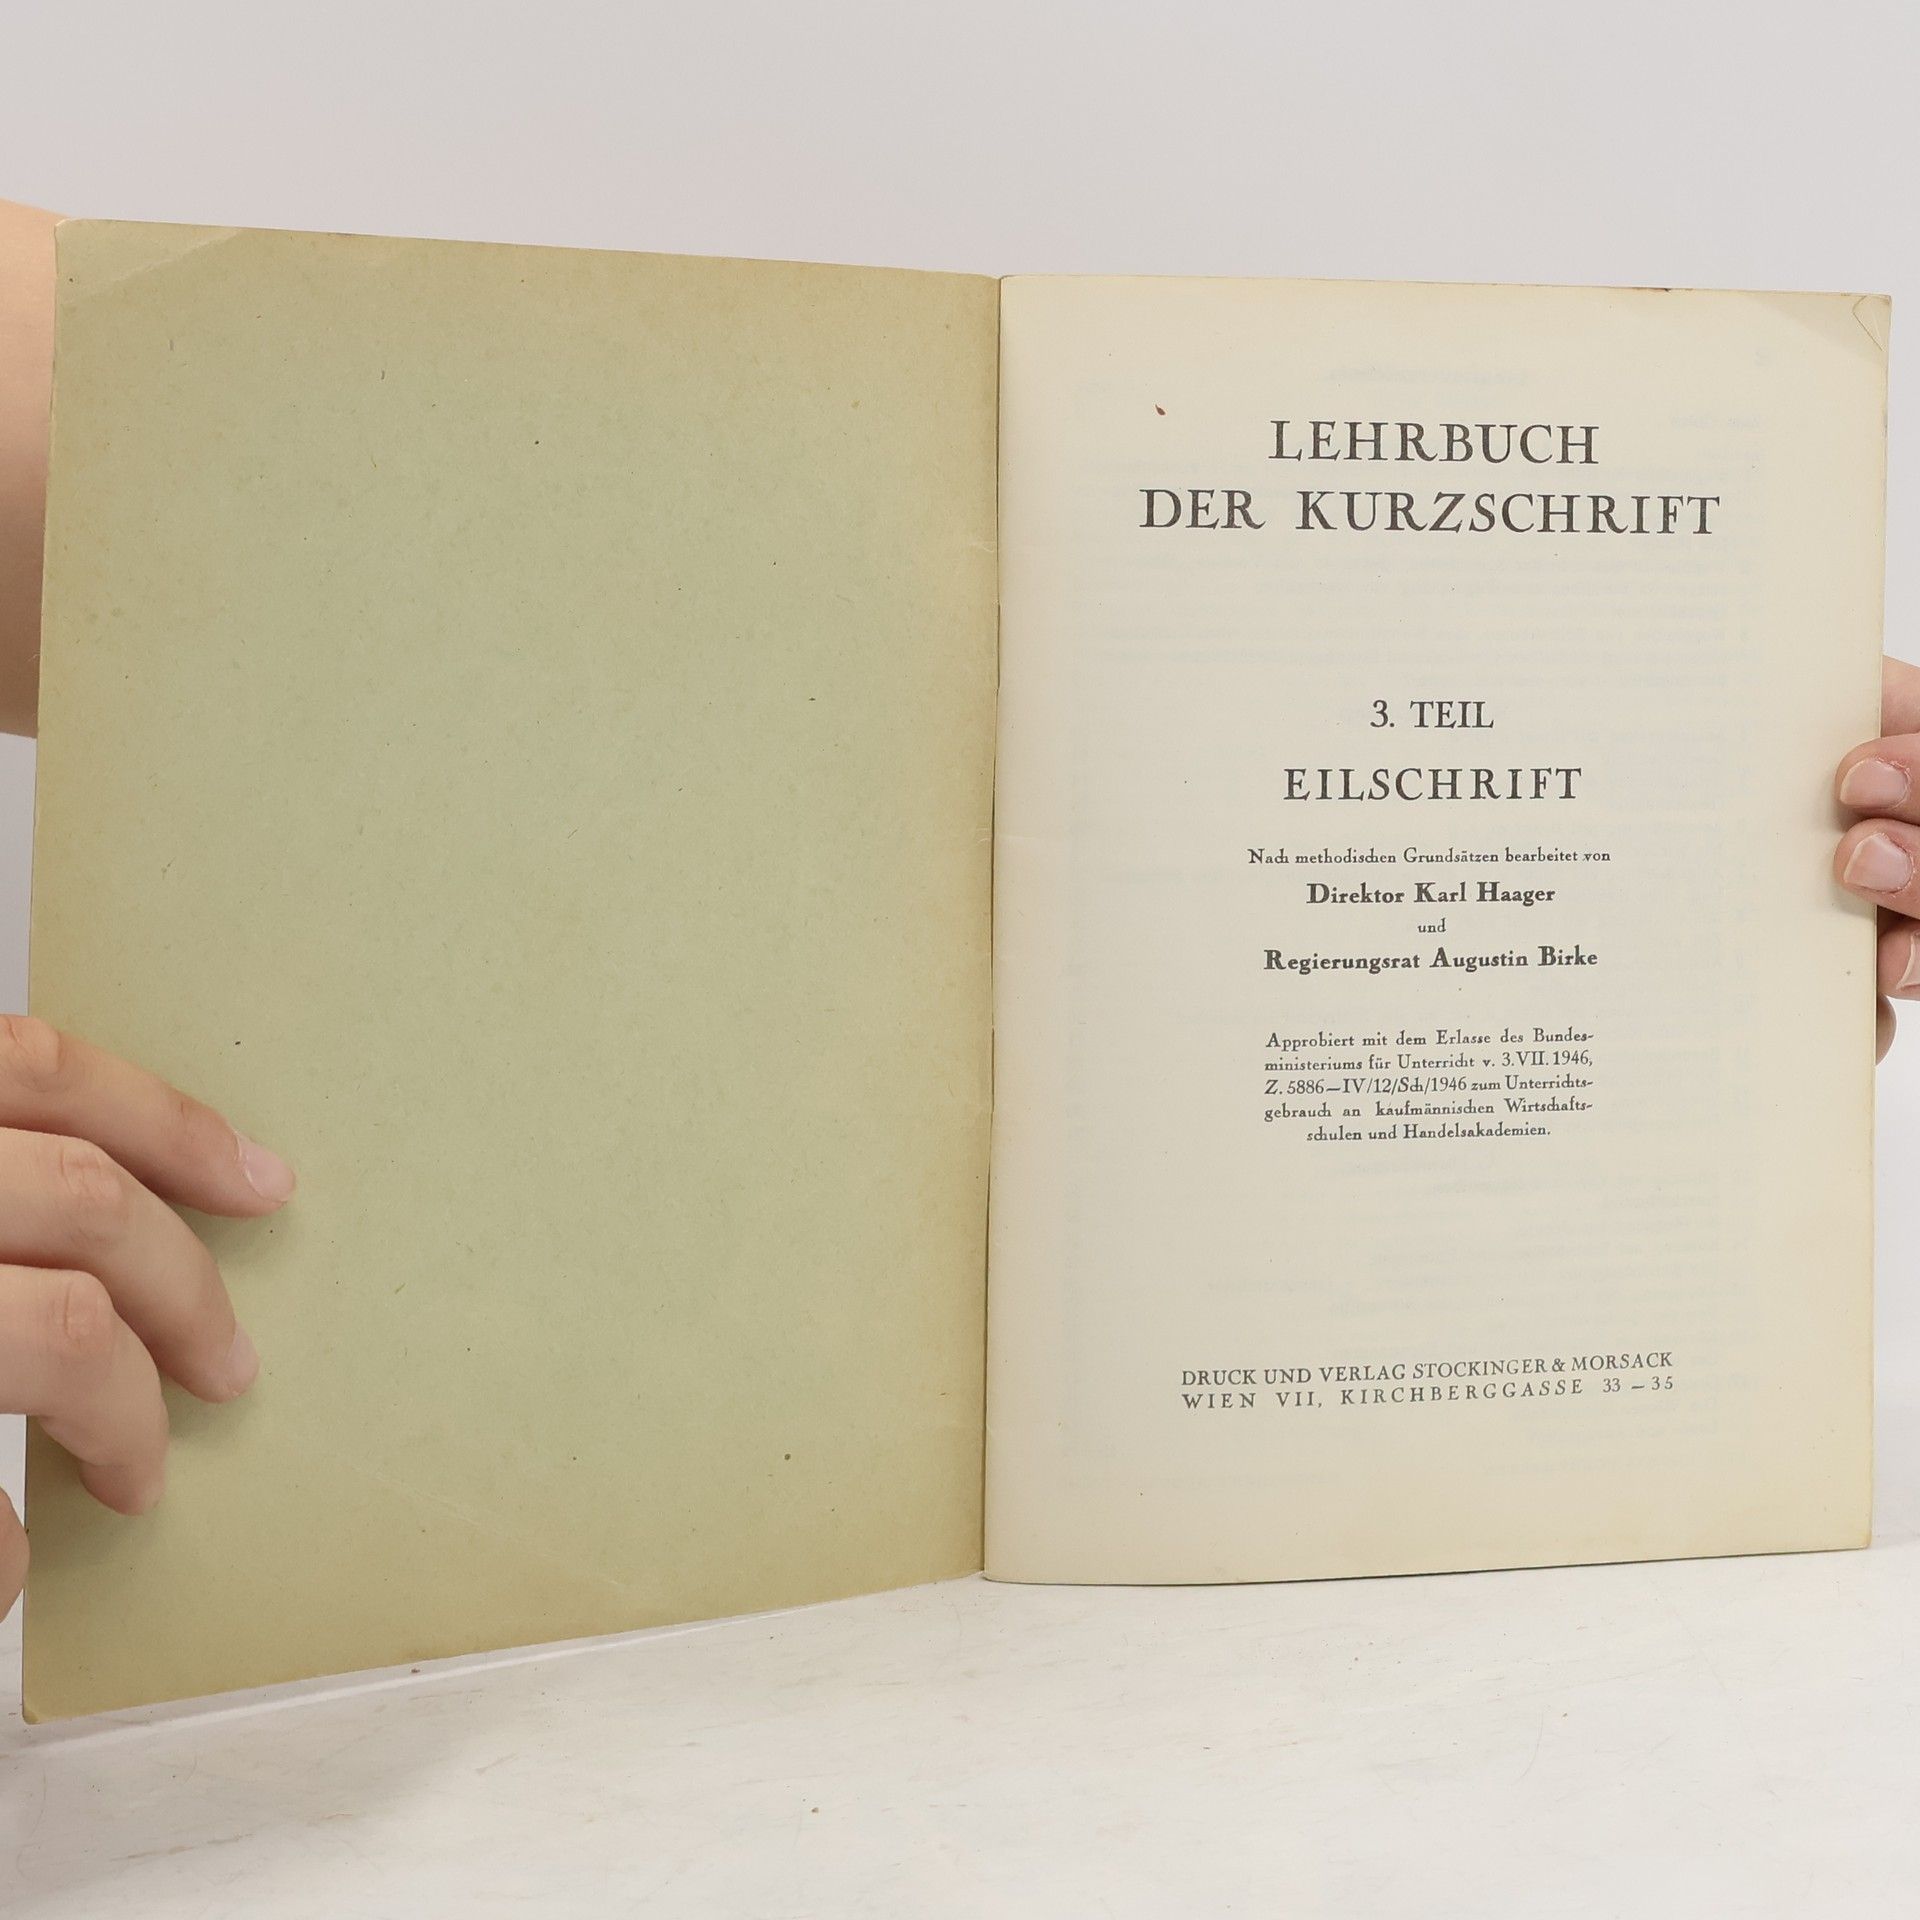 LEHRBUCH
DER KURZSCHRIFT
3. TEIL
EILSCHRIFT
Nach methodischen Grundsätzen bearbeitet von
Direktor Karl Haager
und
Regierungsrat Augustin Birke
Approbiert mit dem Erlasse des Bundes-
ministeriums für Unterricht v. 3. VII. 1946,
Z. 5886—IV/12/Sch/1946 zum Unterrichts-
gebrauch an kaufmännischen Wirtschafts-
schulen und Handelsakademien.
DRUCK UND VERLAG STOCKINGER & MORSACK
WIEN VII, KIRCHBERGGASSE 33 – 35